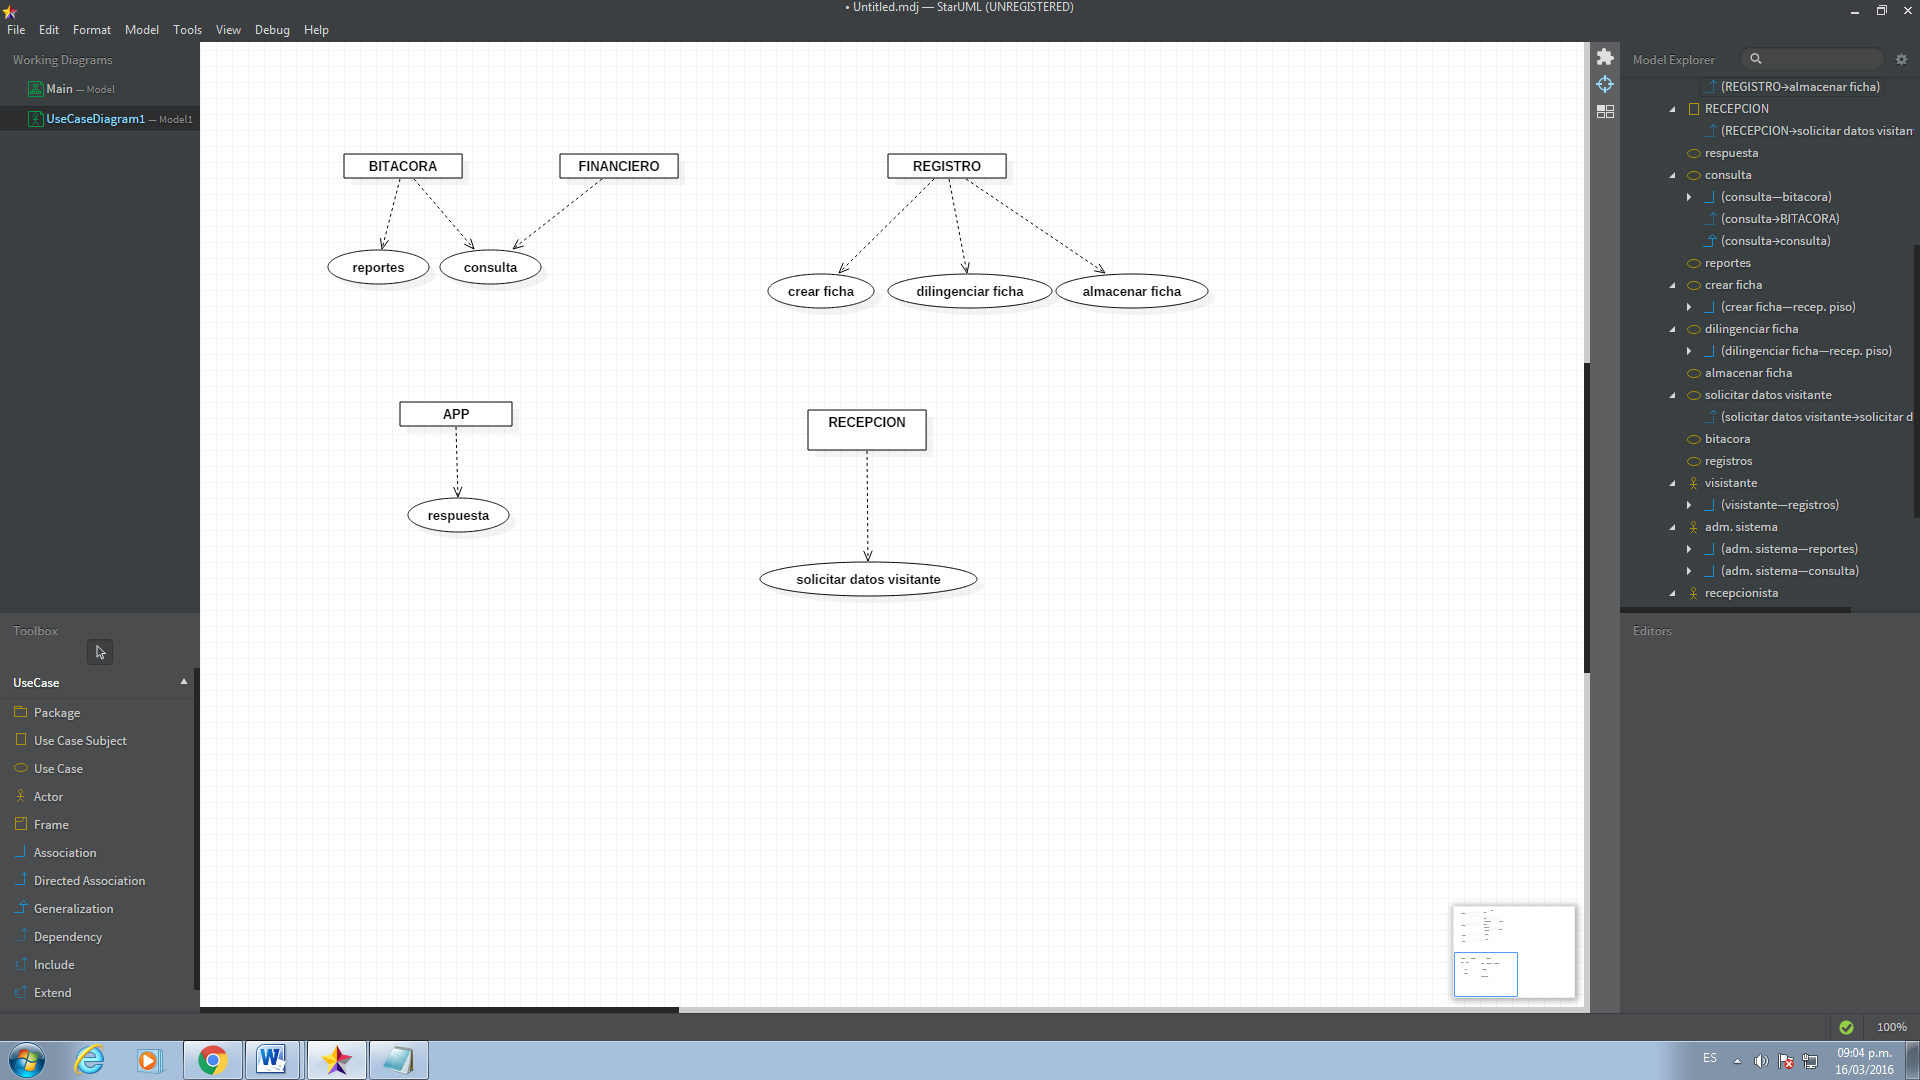 • Untitled.mdj — StarUML (UNREGISTERED)
File Edit Format Model Tools View Debug Help
Working Diagrams
Main — Model
UseCaseDiagram1 — Model1
Toolbox
UseCase
Package
Use Case Subject
Use Case
Actor
Frame
Association
Directed Association
Generalization
Dependency
Include
Extend
BITACORA
FINANCIERO
REGISTRO
reportes
consulta
crear ficha
dilingenciar ficha
almacenar ficha
APP
RECEPCION
respuesta
solicitar datos visitante
Model Explorer
(REGISTRO→almacenar ficha)
RECEPCION
(RECEPCION→solicitar datos visitan
respuesta
consulta
(consulta—bitacora)
(consulta→BITACORA)
(consulta→consulta)
reportes
crear ficha
(crear ficha—recep. piso)
dilingenciar ficha
(dilingenciar ficha—recep. piso)
almacenar ficha
solicitar datos visitante
(solicitar datos visitante→solicitar d
bitacora
registros
visistante
(visistante—registros)
adm. sistema
(adm. sistema—reportes)
(adm. sistema—consulta)
recepcionista
Editors
100%
ES
09:04 p.m.
16/03/2016